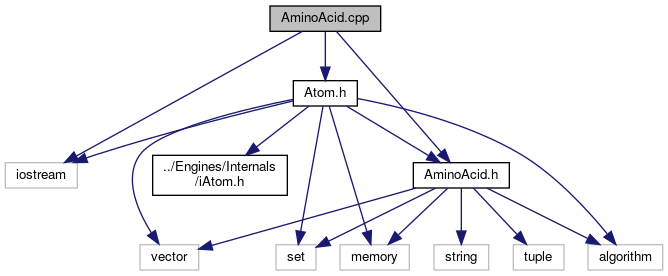 AminoAcid.cpp
Atom.h
iostream
../Engines/Internals
/iAtom.h
AminoAcid.h
vector
set
memory
string
tuple
algorithm